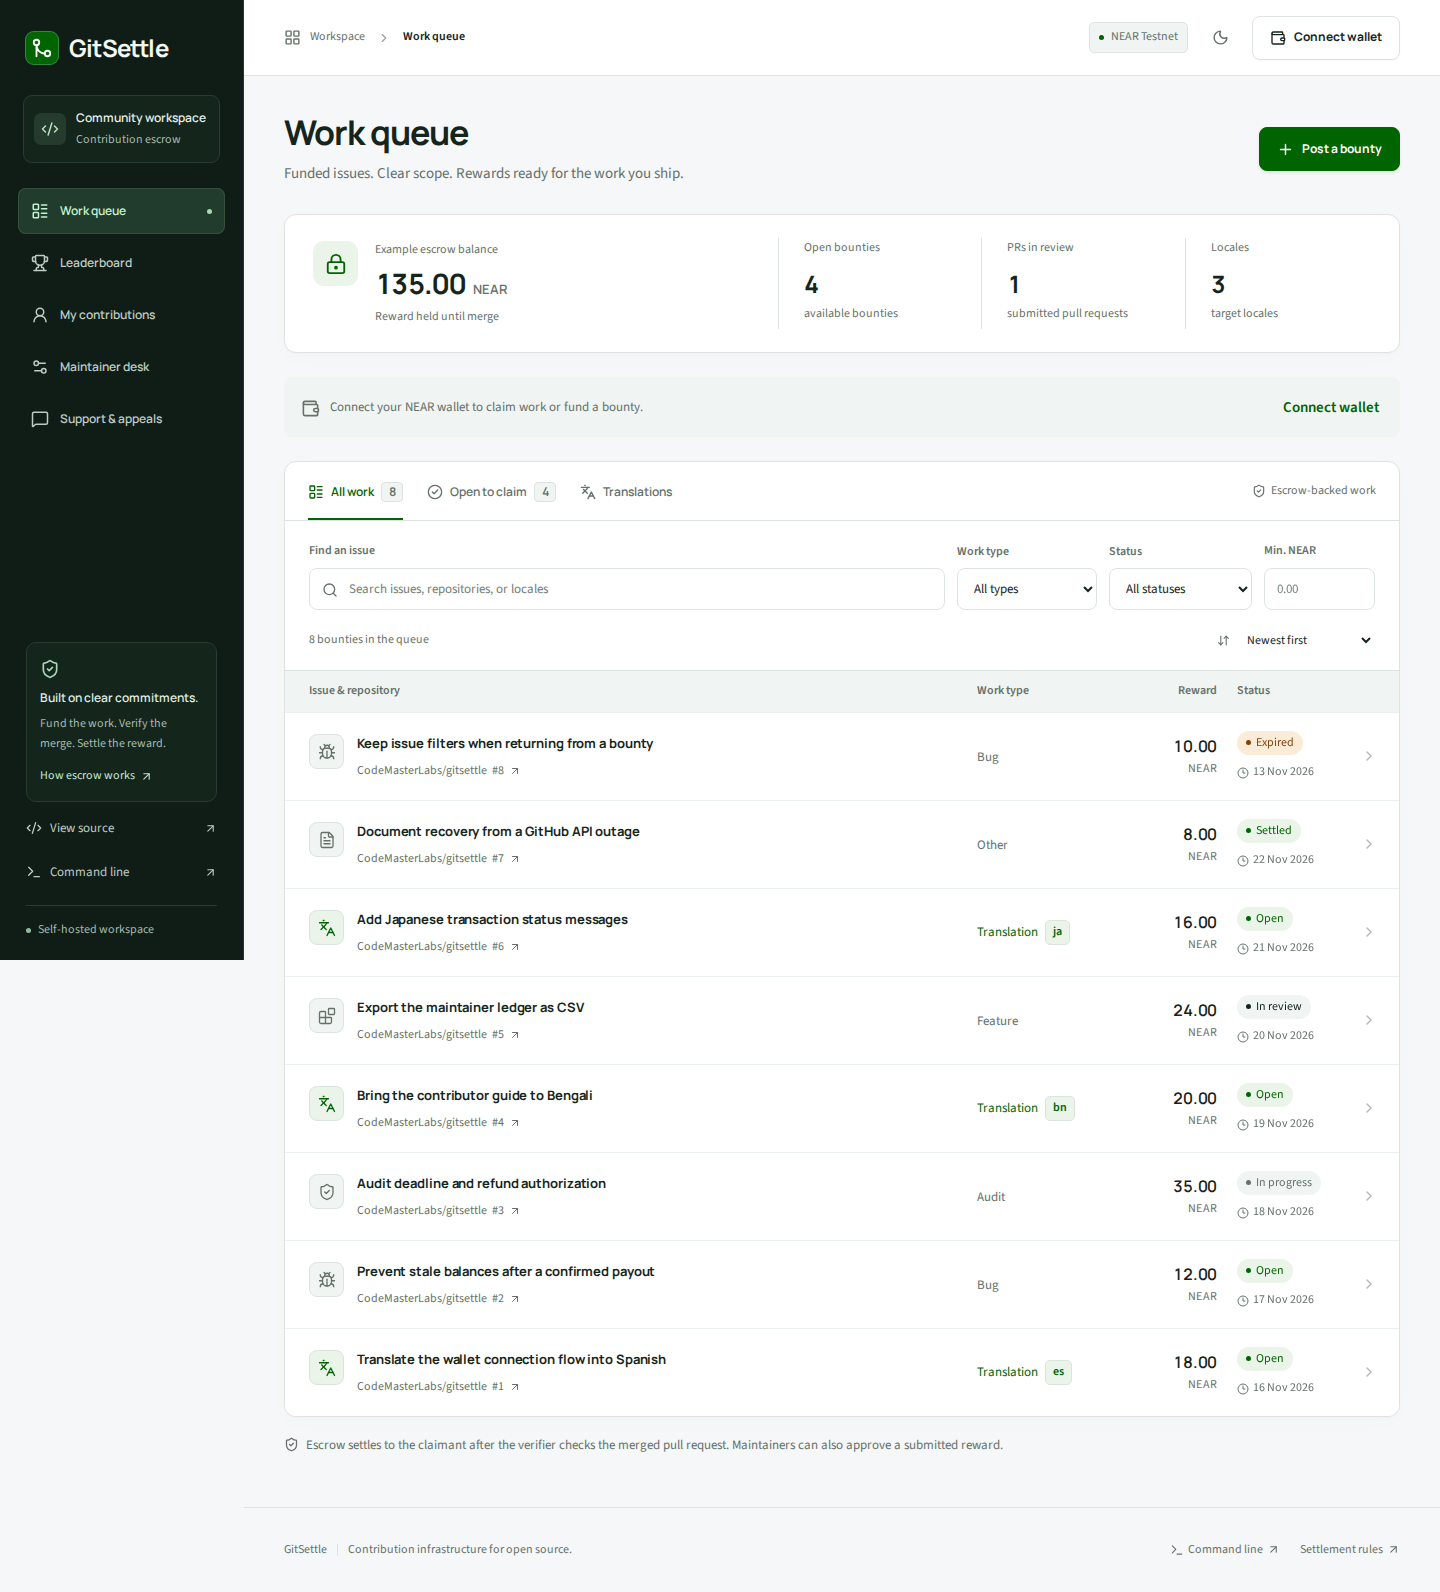 GitSettle
Community workspace
Contribution escrow
Work queue
Leaderboard
My contributions
Maintainer desk
Support & appeals
Built on clear commitments.
Fund the work. Verify the
merge. Settle the reward.
How escrow works
View source
Command line
Self-hosted workspace
Workspace
Work queue
NEAR Testnet
Connect wallet
Work queue
Funded issues. Clear scope. Rewards ready for the work you ship.
Post a bounty
Example escrow balance
135.00 NEAR
Reward held until merge
Open bounties
4
available bounties
PRs in review
1
submitted pull requests
Locales
3
target locales
Connect your NEAR wallet to claim work or fund a bounty.
Connect wallet
All work 8
Open to claim 4
Translations
Escrow-backed work
Find an issue
Search issues, repositories, or locales
Work type
All types
Status
All statuses
Min. NEAR
0.00
8 bounties in the queue
Newest first
Issue & repository Work type Reward Status
Keep issue filters when returning from a bounty
CodeMasterLabs/gitsettle #8
Bug
10.00
NEAR
Expired
13 Nov 2026
Document recovery from a GitHub API outage
CodeMasterLabs/gitsettle #7
Other
8.00
NEAR
Settled
22 Nov 2026
Add Japanese transaction status messages
CodeMasterLabs/gitsettle #6
Translation ja
16.00
NEAR
Open
21 Nov 2026
Export the maintainer ledger as CSV
CodeMasterLabs/gitsettle #5
Feature
24.00
NEAR
In review
20 Nov 2026
Bring the contributor guide to Bengali
CodeMasterLabs/gitsettle #4
Translation bn
20.00
NEAR
Open
19 Nov 2026
Audit deadline and refund authorization
CodeMasterLabs/gitsettle #3
Audit
35.00
NEAR
In progress
18 Nov 2026
Prevent stale balances after a confirmed payout
CodeMasterLabs/gitsettle #2
Bug
12.00
NEAR
Open
17 Nov 2026
Translate the wallet connection flow into Spanish
CodeMasterLabs/gitsettle #1
Translation es
18.00
NEAR
Open
16 Nov 2026
Escrow settles to the claimant after the verifier checks the merged pull request. Maintainers can also approve a submitted reward.
GitSettle
Contribution infrastructure for open source.
Command line
Settlement rules